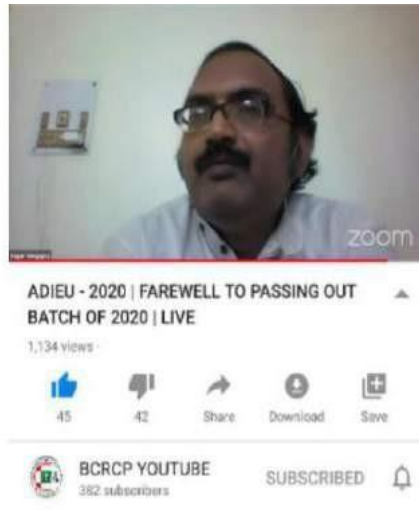 zoom
ADIEU - 2020 | FAREWELL TO PASSING OUT
BATCH OF 2020 | LIVE
1,134 views ·
45
42
Share
Download
Save
BCRCP YOUTUBE
382 subscribers
SUBSCRIBED